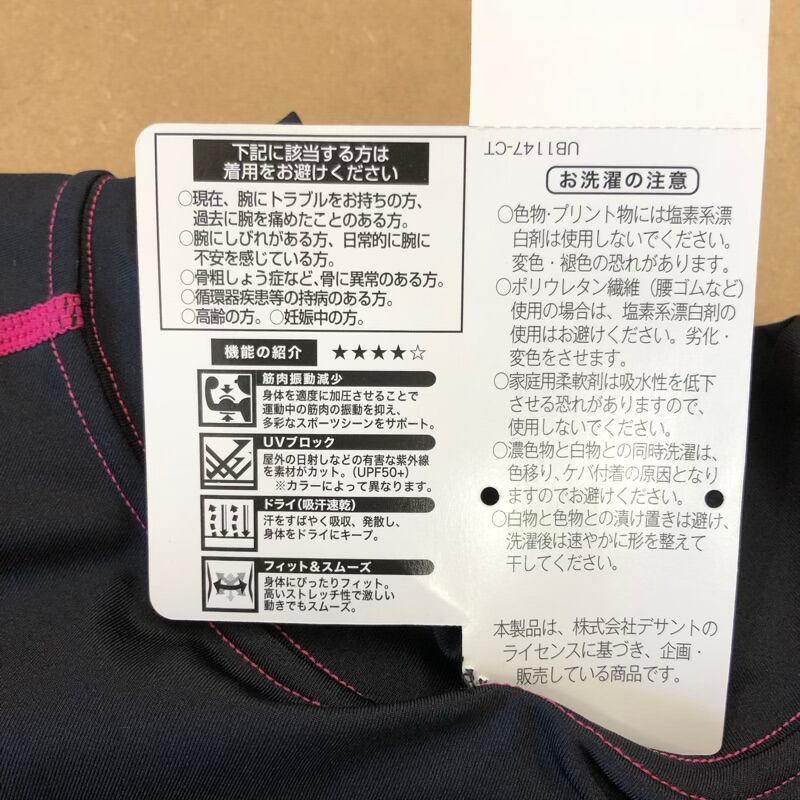 下記に該当する方は
着用をお避けください
○現在、腕にトラブルをお持ちの方、
過去に腕を痛めたことのある方。
○腕にしびれがある方、日常的に腕に
不安を感じている方。
○骨粗しょう症など、骨に異常のある方。
○循環器疾患等の持病のある方。
○高齢の方。○妊娠中の方。
機能の紹介 ★★★★☆
筋肉振動減少
身体を適度に加圧させることで
運動中の筋肉の振動を抑え、
多彩なスポーツシーンをサポート。
UVブロック
屋外の日射しなどの有害な紫外線
を素材がカット。(UPF50+)
※カラーによって異なります。
ドライ(吸汗速乾)
汗をすばやく吸収、発散し、
身体をドライにキープ。
フィット&スムーズ
身体にぴったりフィット。
高いストレッチ性で激しい
動きでもスムーズ。
UB11147-CT
お洗濯の注意
○色物・プリント物には塩素系漂
白剤は使用しないでください。
変色・褪色の恐れがあります。
○ポリウレタン繊維(腰ゴムなど)
使用の場合は、塩素系漂白剤の
使用はお避けください。劣化・
変色をさせます。
○家庭用柔軟剤は吸水性を低下
させる恐れがありますので、
使用しないでください。
○濃色物と白物との同時洗濯は、
色移り、ケバ付着の原因となり
ますのでお避けください。
○白物と色物との漬け置きは避け、
洗濯後は速やかに形を整えて
干してください。
本製品は、株式会社デサントの
ライセンスに基づき、企画・
販売している商品です。